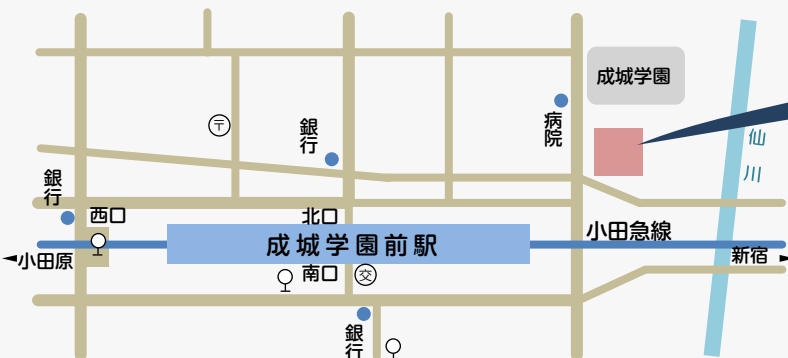 成城学園
〒
銀行
病院
仙川
銀行
西口
北口
小田急線
成城学園前駅
◄小田原
新宿►
南口
交
銀行